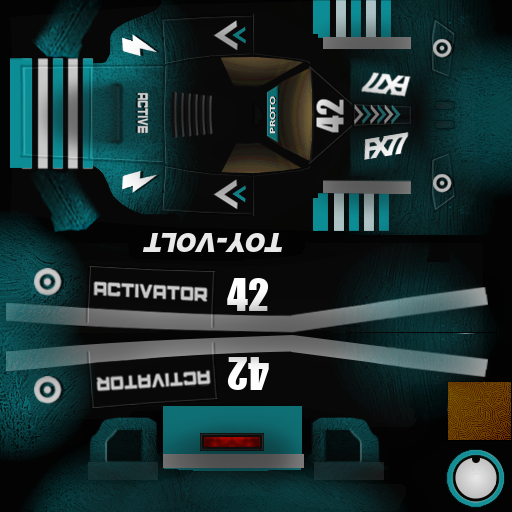 ACTIVE
PROTO
42
FX77
FX77
TOY-VOLT
ACTIVATOR 42
ACTIVATOR 42